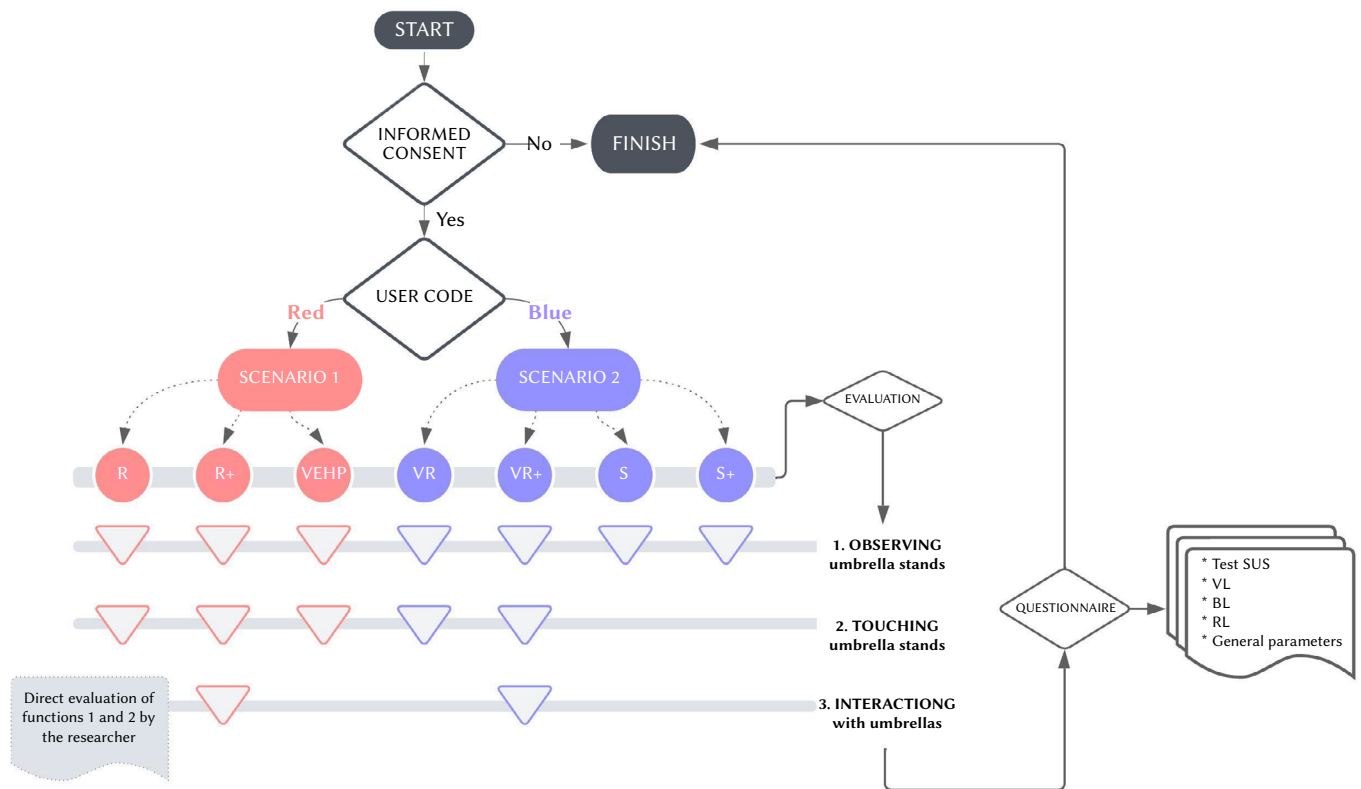 START
INFORMED
CONSENT
No
FINISH
Yes
USER CODE
Red
Blue
SCENARIO 1
SCENARIO 2
EVALUATION
R
R+
VEHP
VR
VR+
S
S+
1. OBSERVING
umbrella stands
2. TOUCHING
umbrella stands
3. INTERACTIONG
with umbrellas
Direct evaluation of
functions 1 and 2 by
the researcher
QUESTIONNAIRE
* Test SUS
* VL
* BL
* RL
* General parameters